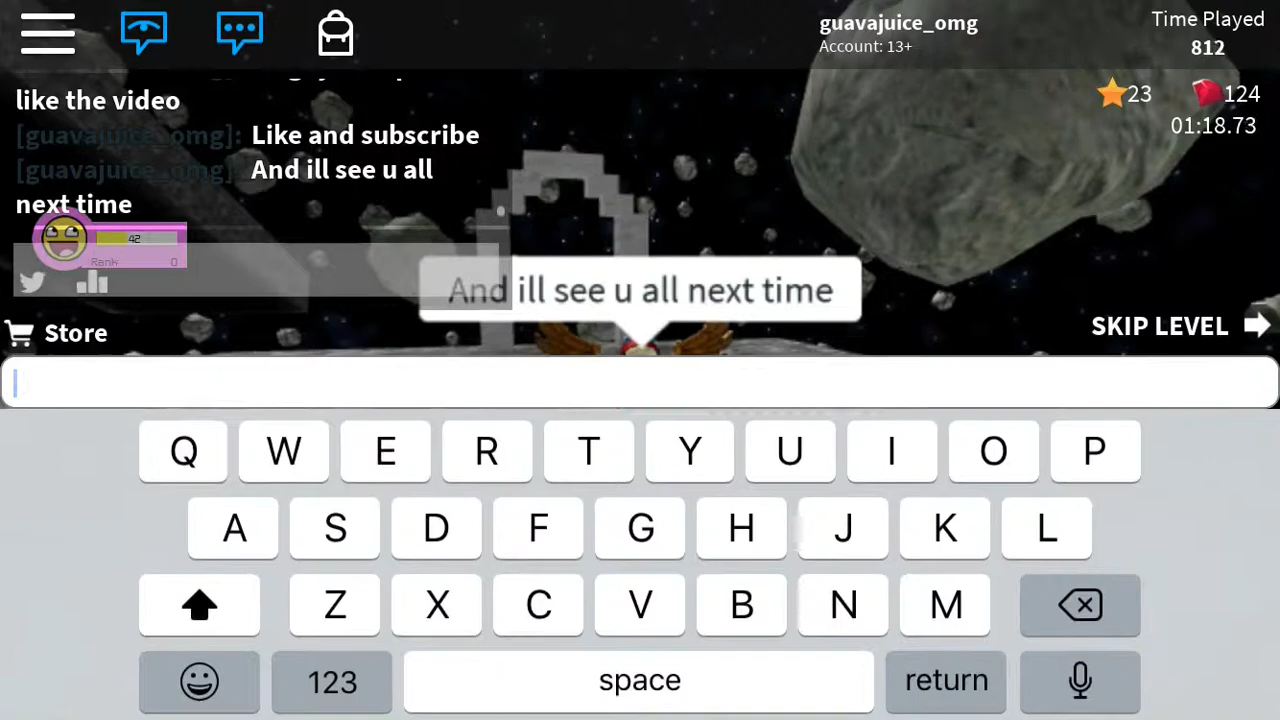 guavajuice_omg
Account: 13+
Time Played
812
like the video
23
124
[guavajuice_omg]: Like and subscribe
01:18.73
[guavajuice_omg]: And ill see u all
next time
42
Rank 0
And ill see u all next time
Store
SKIP LEVEL
Q W E R T Y U I O P
A S D F G H J K L
Z X C V B N M
123 space return